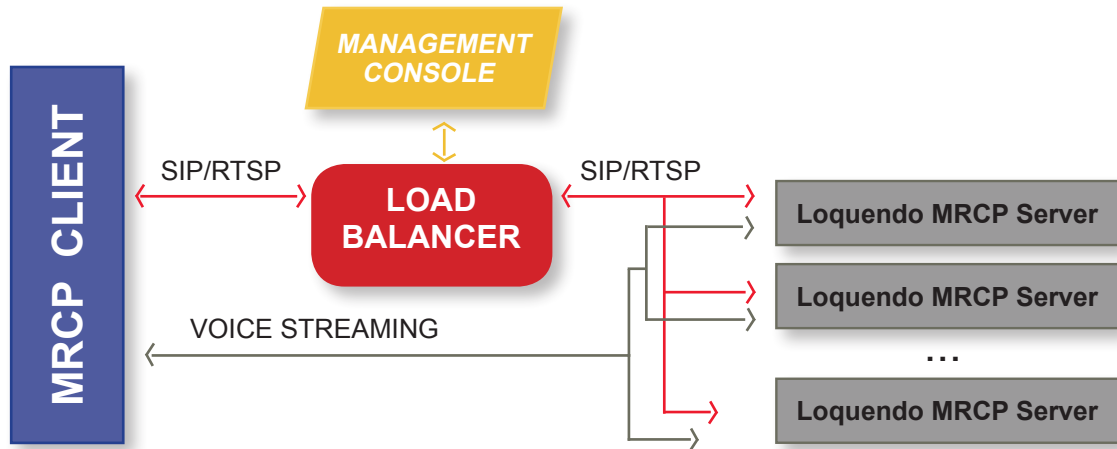 MANAGEMENT
CONSOLE
MRCP CLIENT
SIP/RTSP
LOAD
BALANCER
SIP/RTSP
Loquendo MRCP Server
Loquendo MRCP Server
VOICE STREAMING
...
Loquendo MRCP Server